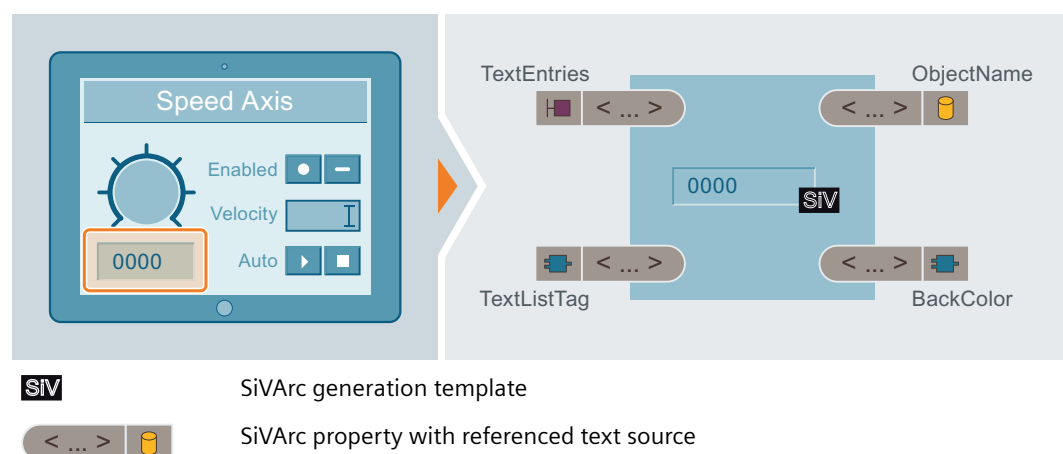 Speed Axis
Enabled
Velocity
0000
Auto
TextEntries
ObjectName
< ... >
< ... >
0000
SiV
< ... >
< ... >
TextListTag
BackColor
SiV
SiVArc generation template
< ... >
SiVArc property with referenced text source